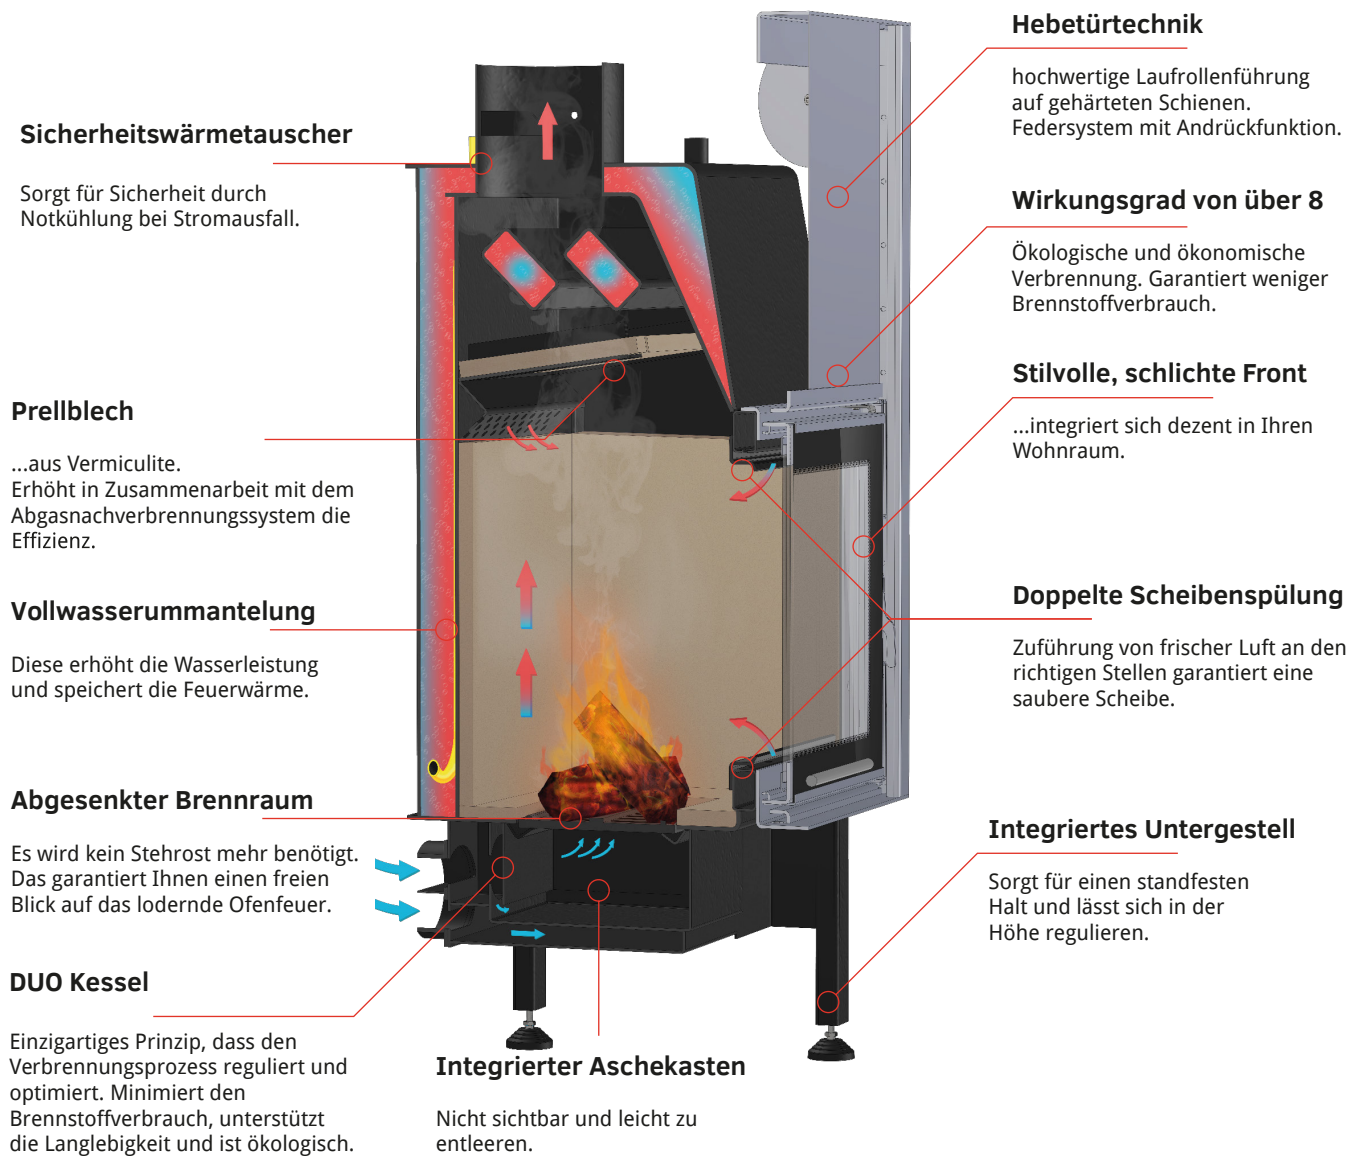 Sicherheitswärmetauscher
Sorgt für Sicherheit durch
Notkühlung bei Stromausfall.
Prellblech
...aus Vermiculite.
Erhöht in Zusammenarbeit mit dem
Abgasnachverbrennungssystem die
Effizienz.
Vollwasserummantelung
Diese erhöht die Wasserleistung
und speichert die Feuerwärme.
Abgesenkter Brennraum
Es wird kein Stehrost mehr benötigt.
Das garantiert Ihnen einen freien
Blick auf das lodernde Ofenfeuer.
DUO Kessel
Einzigartiges Prinzip, dass den
Verbrennungsprozess reguliert und
optimiert. Minimiert den
Brennstoffverbrauch, unterstützt
die Langlebigkeit und ist ökologisch.
Integrierter Aschekasten
Nicht sichtbar und leicht zu
entleeren.
Hebetürtechnik
hochwertige Laufrollenführung
auf gehärteten Schienen.
Federsystem mit Andrückfunktion.
Wirkungsgrad von über 8
Ökologische und ökonomische
Verbrennung. Garantiert weniger
Brennstoffverbrauch.
Stilvolle, schlichte Front
...integriert sich dezent in Ihren
Wohnraum.
Doppelte Scheibenspülung
Zuführung von frischer Luft an den
richtigen Stellen garantiert eine
saubere Scheibe.
Integriertes Untergestell
Sorgt für einen standfesten
Halt und lässt sich in der
Höhe regulieren.